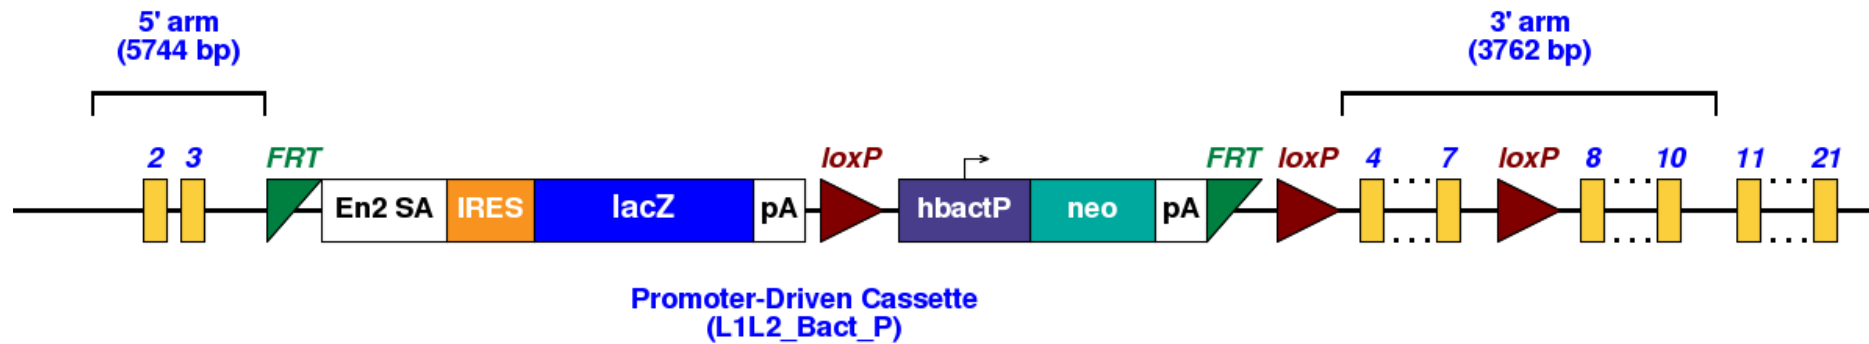 5' arm
(5744 bp)
3' arm
(3762 bp)
2 3 FRT loxP FRT loxP 4 7 loxP 8 10 11 21
En2 SA IRES lacZ pA hbactP neo pA
Promoter-Driven Cassette
(L1L2_Bact_P)